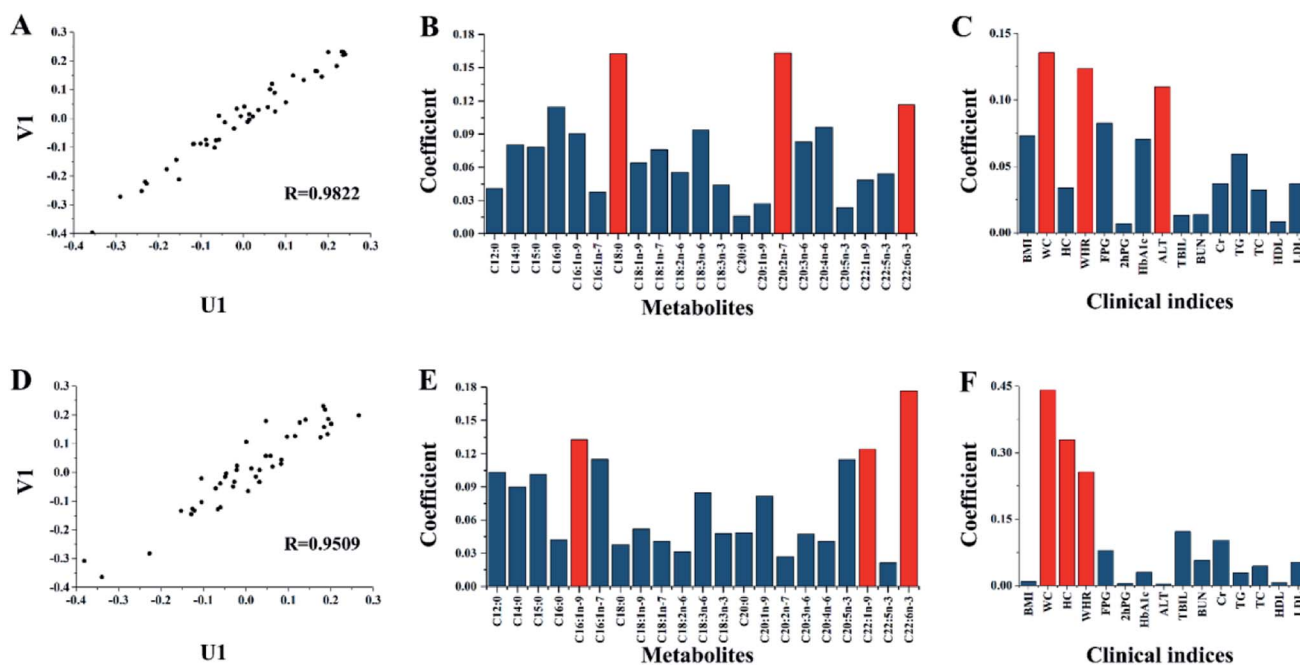 A
V1
0.3
0.2
0.1
0.0
-0.1
-0.2
-0.3
-0.4
R=0.9822
-0.4 -0.3 -0.2 -0.1 0.0 0.1 0.2 0.3
U1
B
Coefficient
0.18
0.15
0.12
0.09
0.06
0.03
0.00
C12:0 C14:0 C15:0 C16:0 C16:1n-9 C16:1n-7 C18:0 C18:1n-9 C18:1n-7 C18:2n-6 C18:3n-6 C18:3n-3 C20:0 C20:1n-9 C20:2n-7 C20:3n-6 C20:4n-6 C20:5n-3 C22:1n-9 C22:5n-3 C22:6n-3
Metabolites
C
Coefficient
0.15
0.10
0.05
0.00
BMI WC HC WHR FPG 2hPG HbA1c ALT TBIL BUN Cr TG TC HDL LDL
Clinical indices
D
V1
0.3
0.2
0.1
0.0
-0.1
-0.2
-0.3
-0.4
R=0.9509
-0.4 -0.3 -0.2 -0.1 0.0 0.1 0.2 0.3
U1
E
Coefficient
0.18
0.15
0.12
0.09
0.06
0.03
0.00
C12:0 C14:0 C15:0 C16:0 C16:1n-9 C16:1n-7 C18:0 C18:1n-9 C18:1n-7 C18:2n-6 C18:3n-6 C18:3n-3 C20:0 C20:1n-9 C20:2n-7 C20:3n-6 C20:4n-6 C20:5n-3 C22:1n-9 C22:5n-3 C22:6n-3
Metabolites
F
Coefficient
0.45
0.30
0.15
0.00
BMI WC HC WHR FPG 2hPG HbA1c ALT TBIL BUN Cr TG TC HDL LDL
Clinical indices